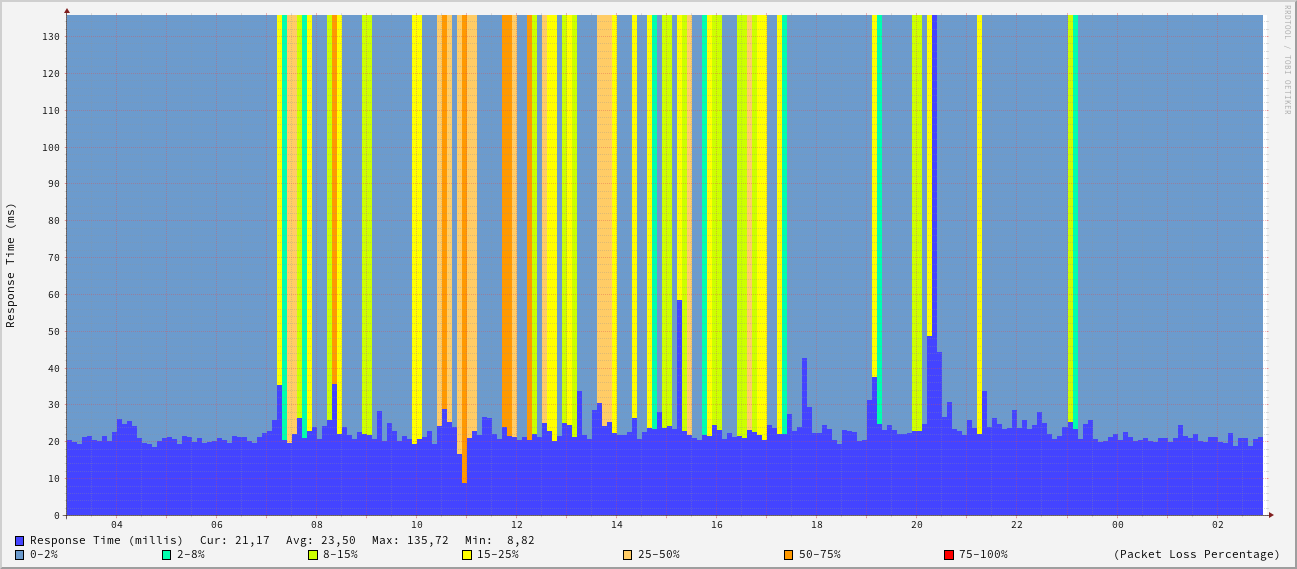 RRDTOOL / TOBI OETIKER
Response Time (ms)
130
120
110
100
90
80
70
60
50
40
30
20
10
0
04 06 08 10 12 14 16 18 20 22 00 02
Response Time (millis) Cur: 21,17 Avg: 23,50 Max: 135,72 Min: 8,82
0-2% 2-8% 8-15% 15-25% 25-50% 50-75% 75-100% (Packet Loss Percentage)